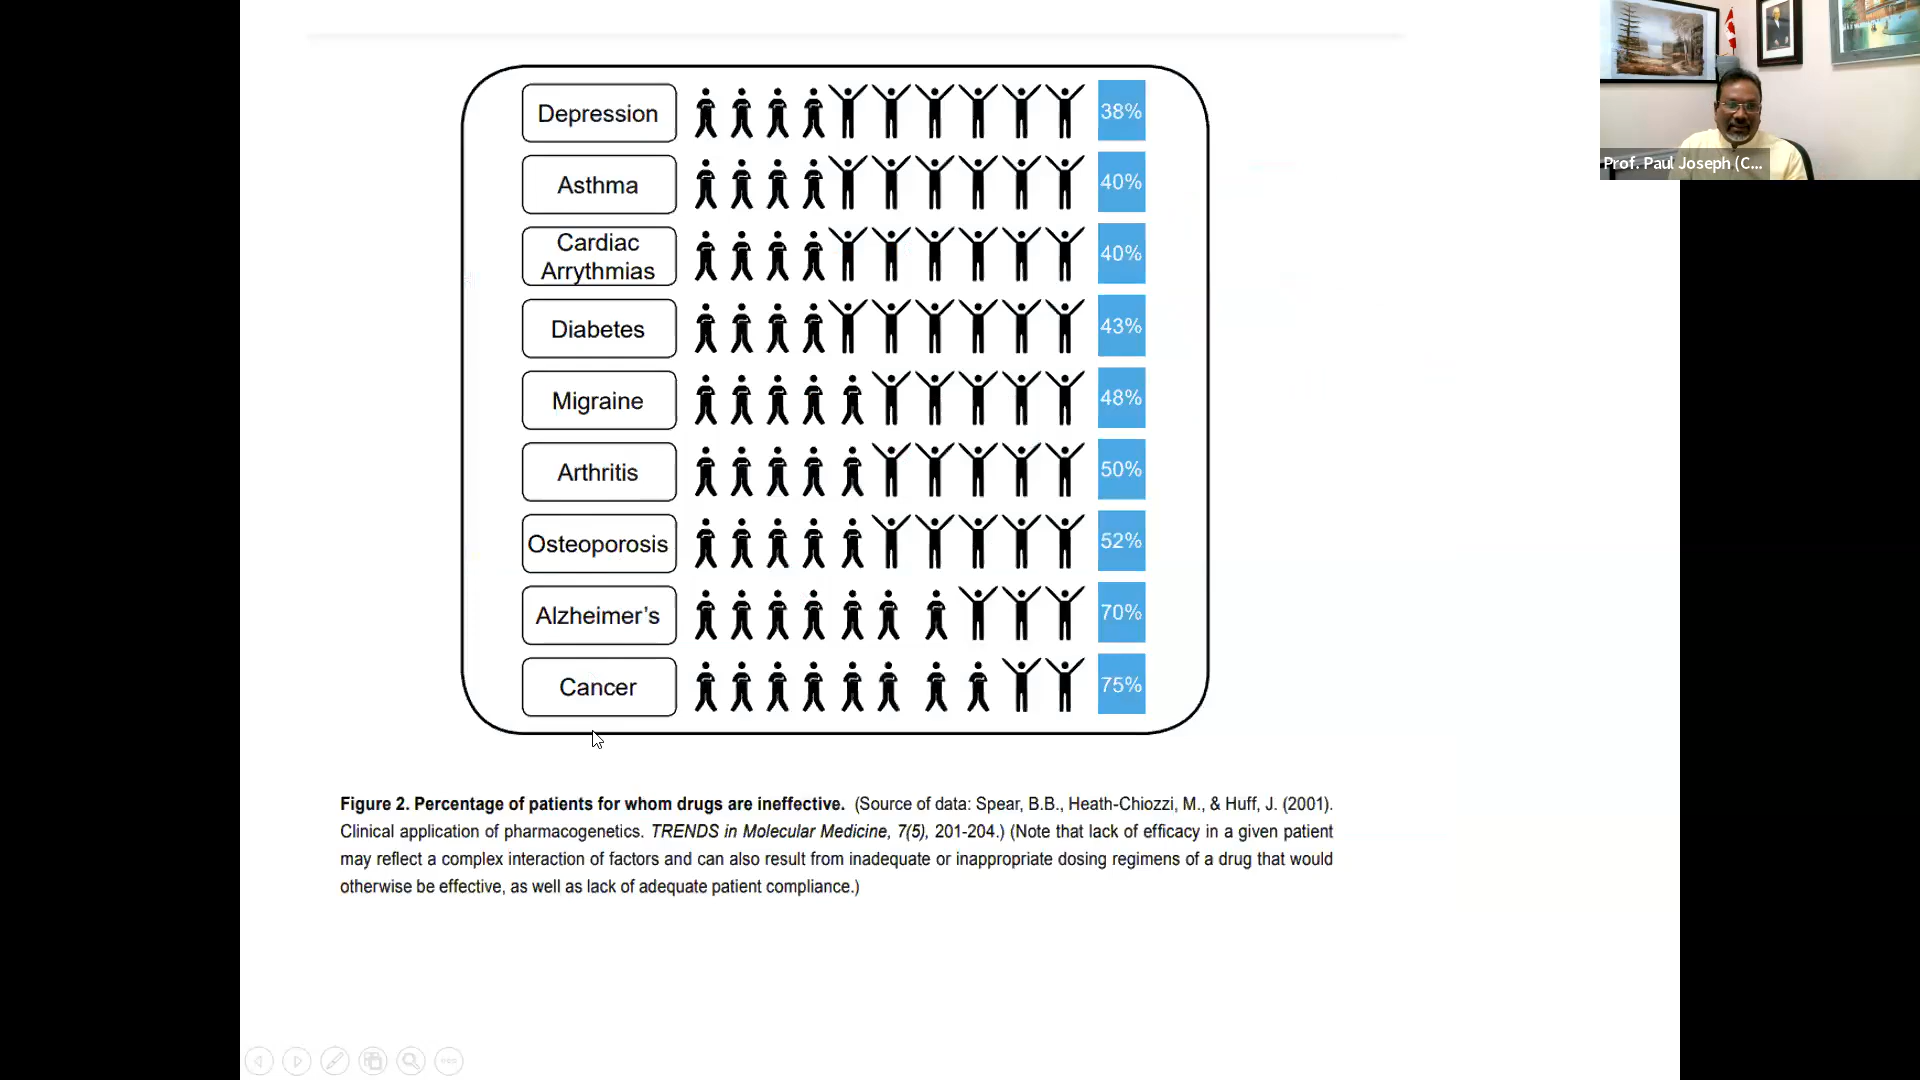 Depression
38%
Asthma
40%
Cardiac
Arrythmias
40%
Diabetes
43%
Migraine
48%
Arthritis
50%
Osteoporosis
52%
Alzheimer’s
70%
Cancer
75%
Figure 2. Percentage of patients for whom drugs are ineffective. (Source of data: Spear, B.B., Heath-Chiozzi, M., & Huff, J. (2001).
Clinical application of pharmacogenetics. TRENDS in Molecular Medicine, 7(5), 201-204.) (Note that lack of efficacy in a given patient
may reflect a complex interaction of factors and can also result from inadequate or inappropriate dosing regimens of a drug that would
otherwise be effective, as well as lack of adequate patient compliance.)
Prof. Paul Joseph (C...